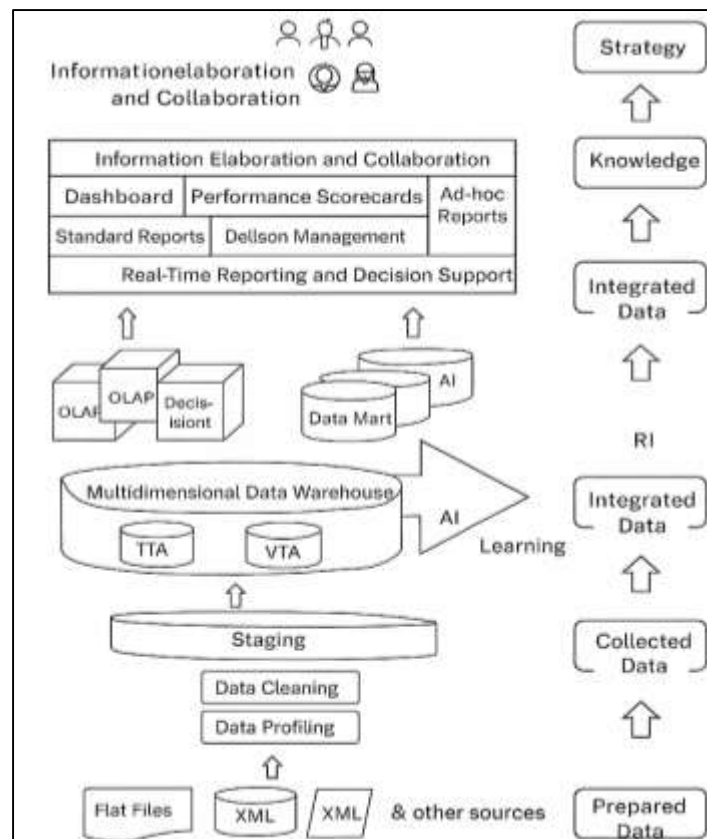 Informationelaboration
and Collaboration
Strategy
Information Elaboration and Collaboration
Knowledge
Dashboard
Performance Scorecards
Ad-hoc
Reports
Standard Reports
Dellson Management
Real-Time Reporting and Decision Support
Integrated
Data
OLAP
OLAP
Decis-
isiont
Data Mart
AI
RI
Multidimensional Data Warehouse
AI
Learning
Integrated
Data
TTA
VTA
Staging
Collected
Data
Data Cleaning
Data Profiling
Flat Files
XML
XML
& other sources
Prepared
Data